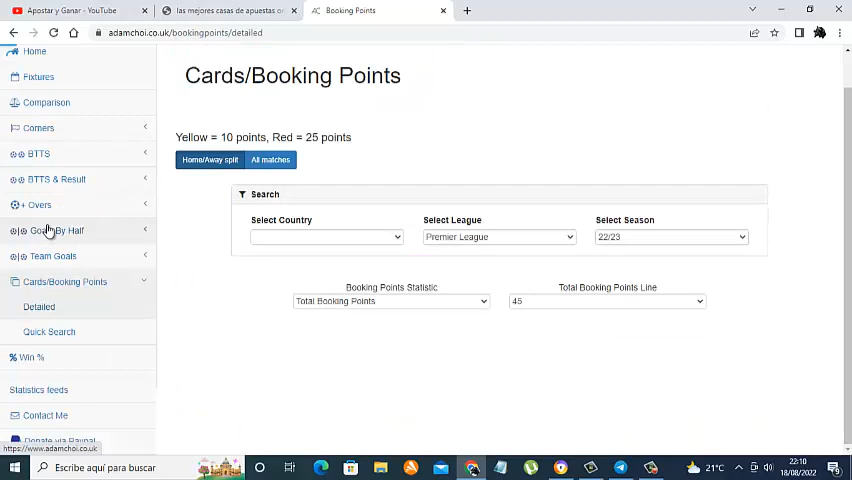 Apostar y Ganar - YouTube
las mejores casas de apuestas on
Booking Points
adamchoi.co.uk/bookingpoints/detailed
Home
Fixtures
Comparison
Corners
BTTS
BTTS & Result
+ Overs
Goals By Half
Team Goals
Cards/Booking Points
Detailed
Quick Search
Win %
Statistics feeds
Contact Me
Donate via Paypal
https://www.adamchoi.co.uk
Cards/Booking Points
Yellow = 10 points, Red = 25 points
Home/Away split All matches
Search
Select Country Select League Select Season
Premier League 22/23
Booking Points Statistic Total Booking Points Line
Total Booking Points 45
Escribe aquí para buscar
21°C
22:10
18/08/2022
9